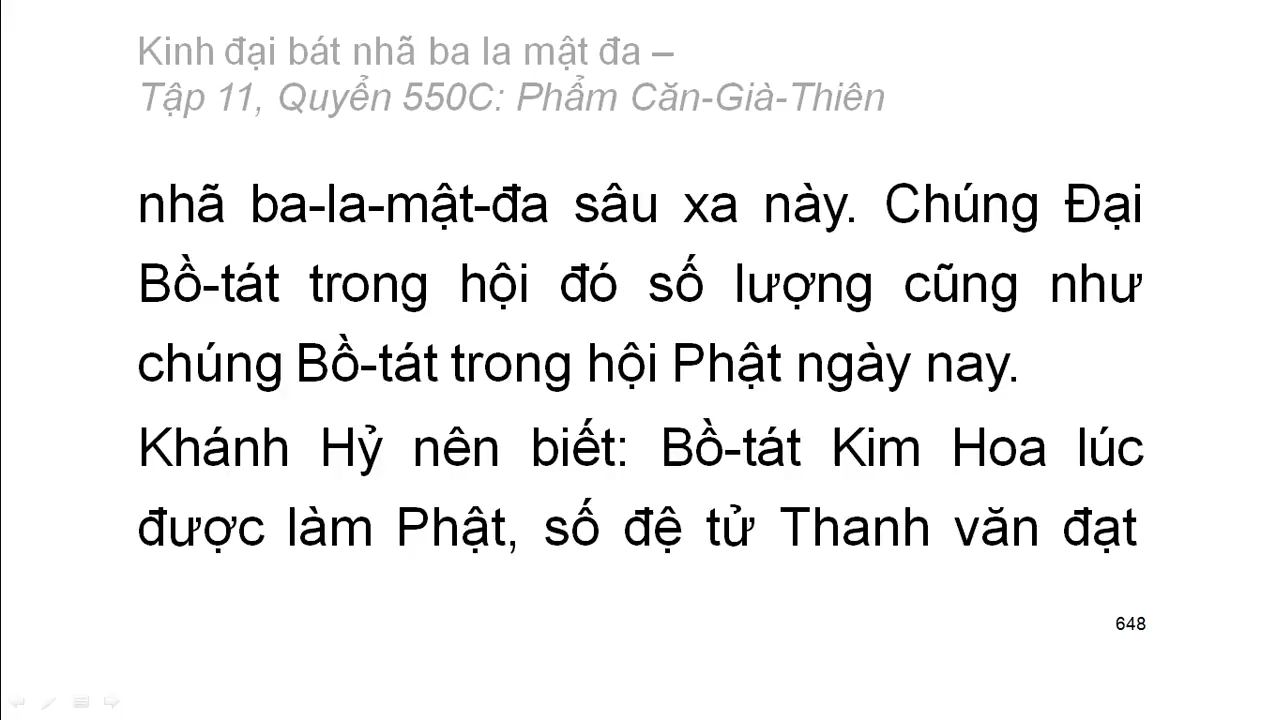 Kinh đại bát nhã ba la mật đa –
Tập 11, Quyển 550C: Phẩm Căn-Già-Thiên
nhã ba-la-mật-đa sâu xa này. Chúng Đại
Bồ-tát trong hội đó số lượng cũng như
chúng Bồ-tát trong hội Phật ngày nay.
Khánh Hỷ nên biết: Bồ-tát Kim Hoa lúc
được làm Phật, số đệ tử Thanh văn đạt
648